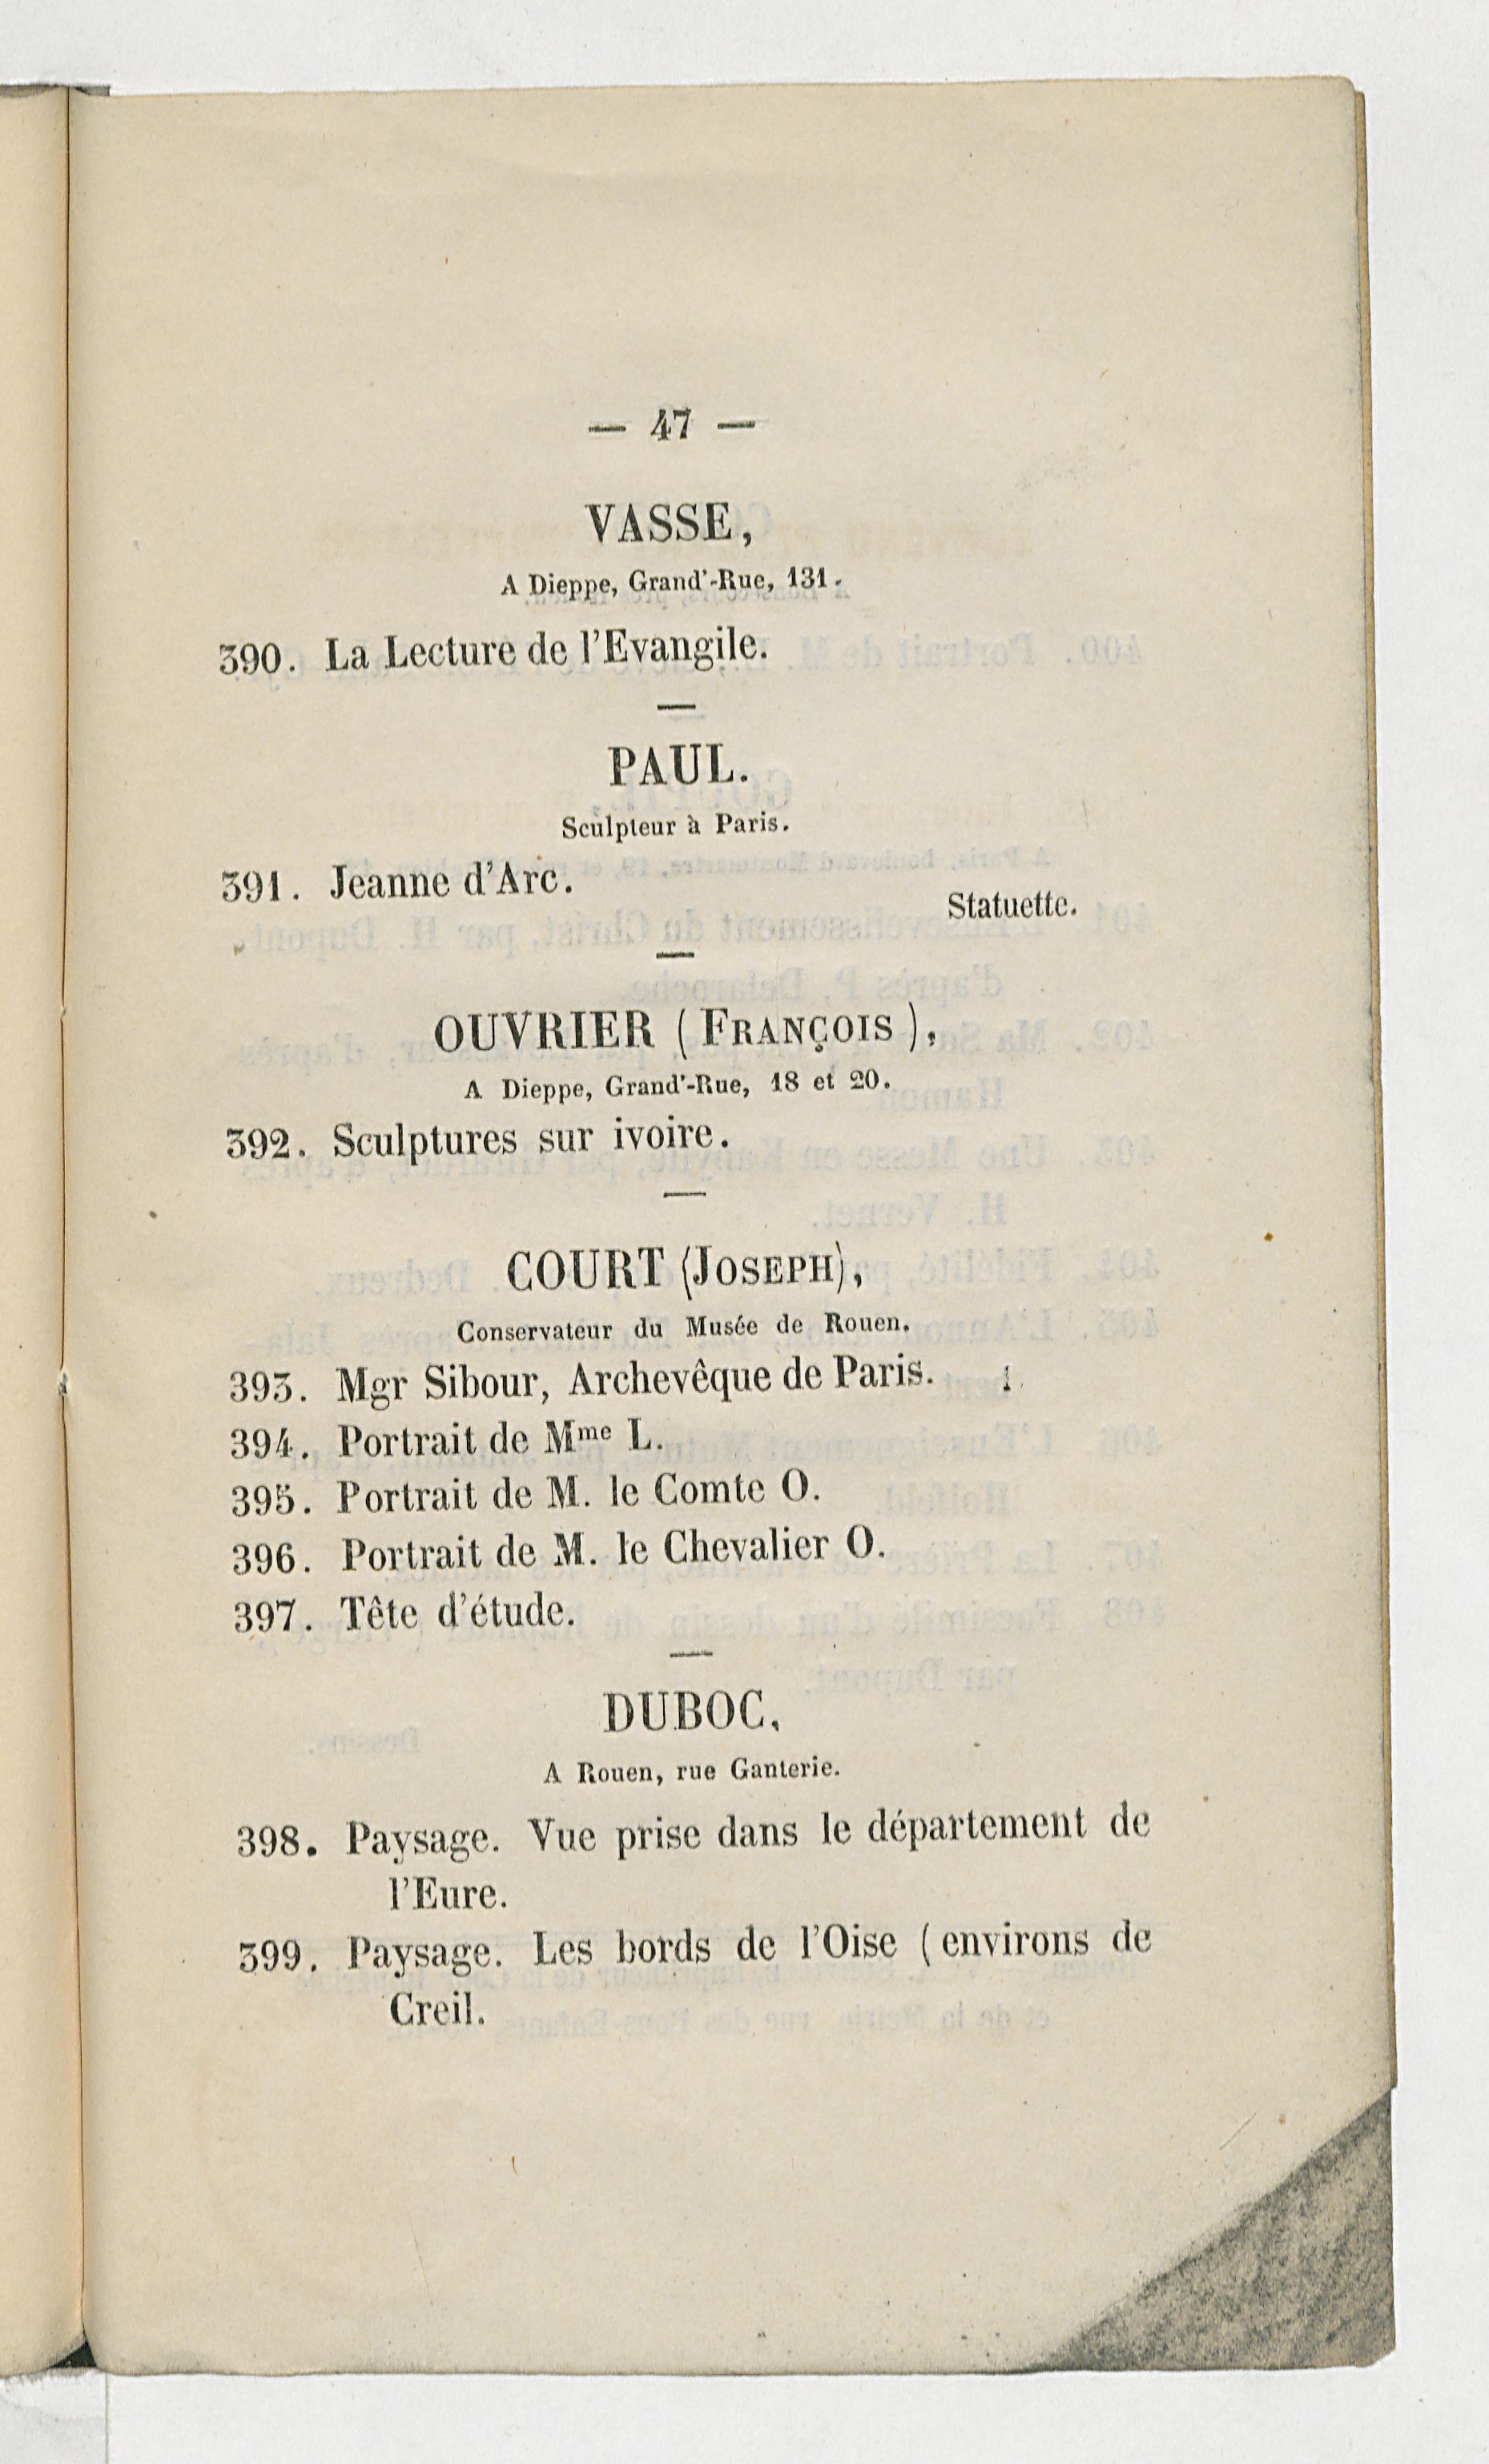 — 47 —
VASSE,
A Dieppe, Grand'-Rue, 131.
390. La Lecture de l'Evangile.
—
PAUL.
Sculpteur à Paris.
391. Jeanne d'Arc.
Statuette.
—
OUVRIER (FRANÇOIS),
A Dieppe, Grand'-Rue, 18 et 20.
392. Sculptures sur ivoire.
—
COURT (JOSEPH),
Conservateur du Musée de Rouen.
393. Mgr Sibour, Archevêque de Paris.
394. Portrait de Mme L.
395. Portrait de M. le Comte O.
396. Portrait de M. le Chevalier O.
397. Tête d'étude.
—
DUBOC,
A Rouen, rue Ganterie.
398. Paysage. Vue prise dans le département de
l'Eure.
399. Paysage. Les bords de l'Oise (environs de
Creil.